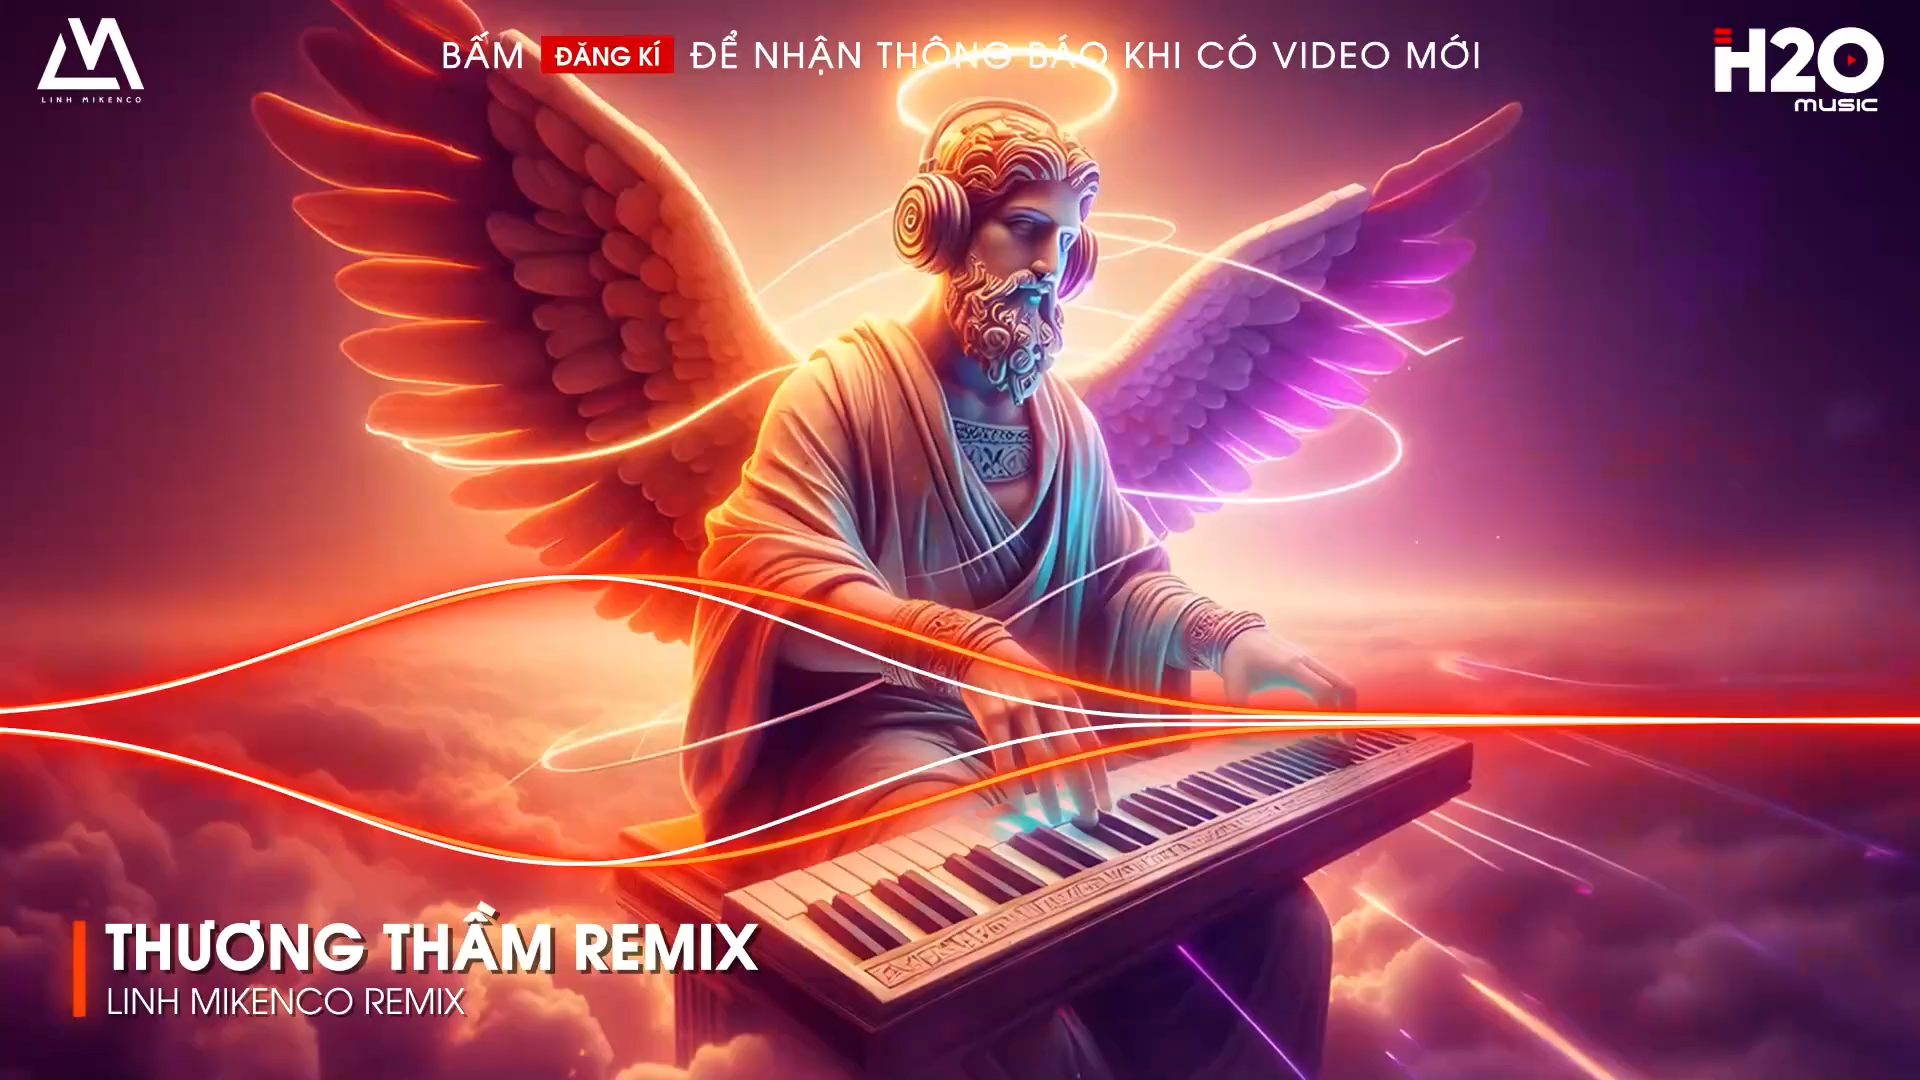 LINH MIKENCO
BẤM ĐĂNG KÍ ĐỂ NHẬN THÔNG BÁO KHI CÓ VIDEO MỚI
H2O
MUSIC
THƯƠNG THẦM REMIX
LINH MIKENCO REMIX